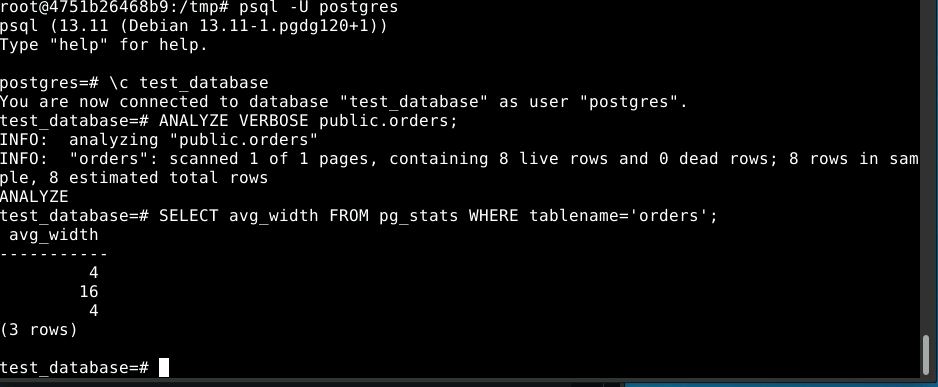 root@4751b26468b9:/tmp# psql -U postgres
psql (13.11 (Debian 13.11-1.pgdg120+1))
Type "help" for help.
postgres=# \c test_database
You are now connected to database "test_database" as user "postgres".
test_database=# ANALYZE VERBOSE public.orders;
INFO:  analyzing "public.orders"
INFO:  "orders": scanned 1 of 1 pages, containing 8 live rows and 0 dead rows; 8 rows in sam
ple, 8 estimated total rows
ANALYZE
test_database=# SELECT avg_width FROM pg_stats WHERE tablename='orders';
 avg_width
-----------
         4
        16
         4
(3 rows)
test_database=#